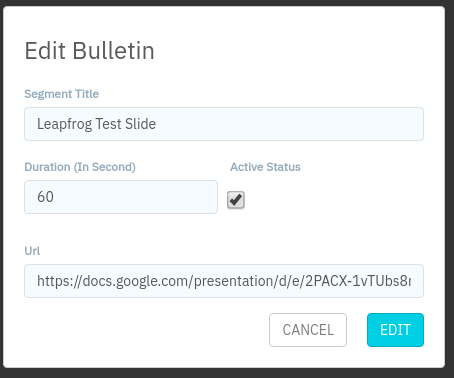 Edit Bulletin
Segment Title
Leapfrog Test Slide
Duration (In Second) Active Status
60
Url
https://docs.google.com/presentation/d/e/2PACX-1vTUbs8
CANCEL EDIT